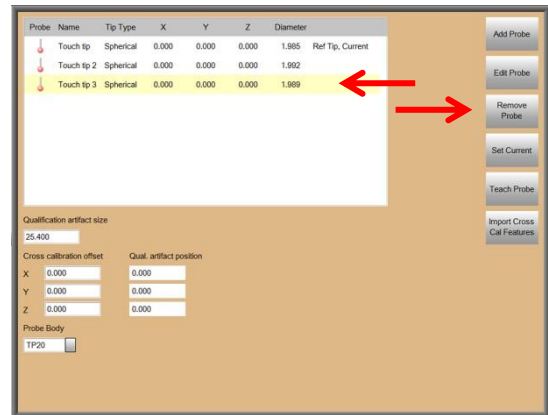 Probe Name Tip Type X Y Z Diameter
Touch tip Spherical 0.000 0.000 0.000 1.985 Ref Tip, Current
Touch tip 2 Spherical 0.000 0.000 0.000 1.992
Touch tip 3 Spherical 0.000 0.000 0.000 1.989
Add Probe
Edit Probe
Remove
Probe
Set Current
Teach Probe
Import Cross
Cal Features
Qualification artifact size
25.400
Cross calibration offset Qual. artifact position
X 0.000 0.000
Y 0.000 0.000
Z 0.000 0.000
Probe Body
TP20